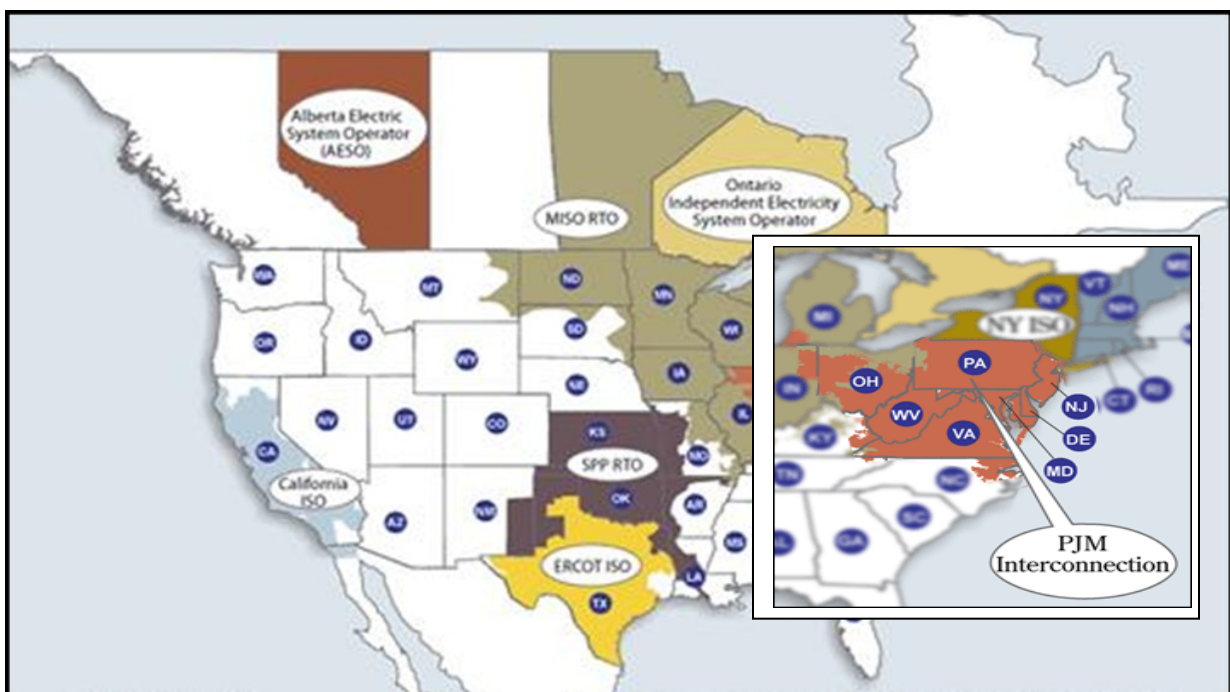 Alberta Electric
System Operator
(AESO)
Ontario
Independent Electricity
System Operator
MISO RTO
WA
MT
ND
MN
OR
ID
WY
SD
WI
IA
NE
NV
UT
CO
IL
CA
KS
MO
California
ISO
SPP RTO
OK
AZ
NM
AR
MS
ERCOT ISO
LA
TX
ME
VT
NY
NH
MI
NY ISO
PA
OH
IN
RI
CT
NJ
WV
VA
KY
DE
MD
TN
NC
SC
GA
PJM
Interconnection